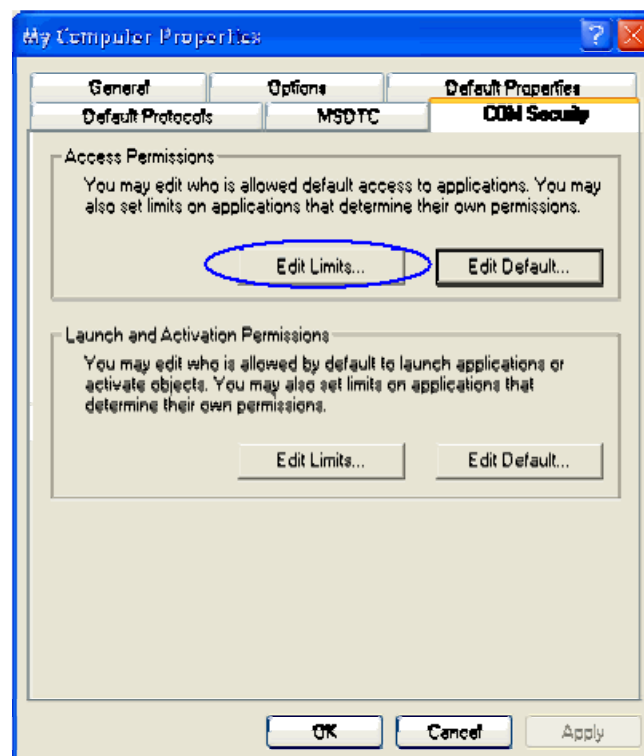 My Computer Properties
General Options Default Properties
Default Protocols MSDTC COM Security
Access Permissions
You may edit who is allowed default access to applications. You may
also set limits on applications that determine their own permissions.
Edit Limits... Edit Default...
Launch and Activation Permissions
You may edit who is allowed by default to launch applications or
activate objects. You may also set limits on applications that
determine their own permissions.
Edit Limits... Edit Default...
OK Cancel Apply